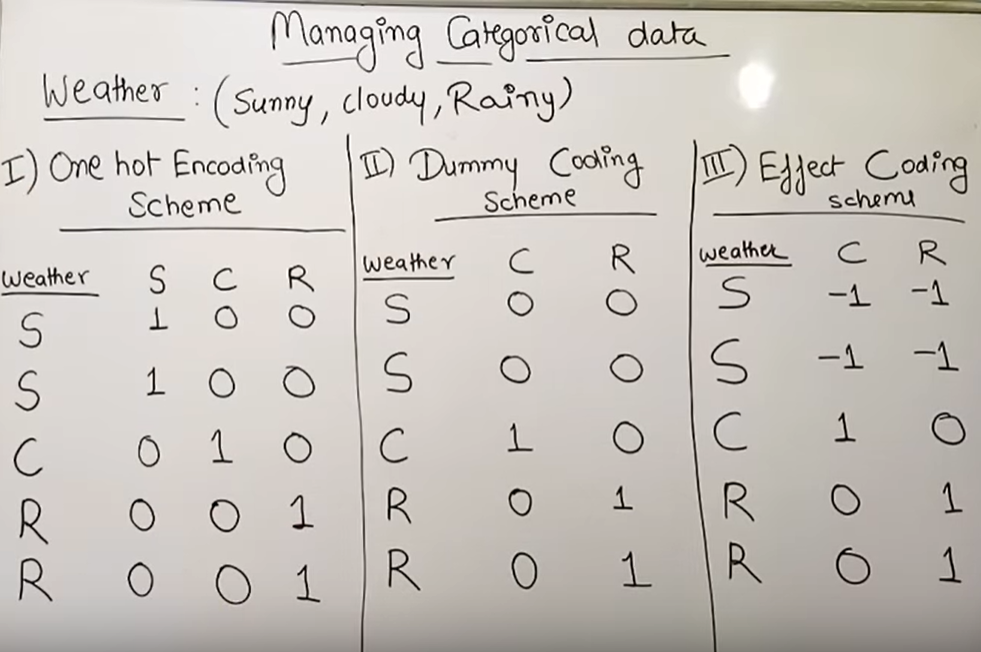 Managing Categorical data
Weather : (Sunny, cloudy, Rainy)
I) One hot Encoding
Scheme
Weather S C R
S 1 0 0
S 1 0 0
C 0 1 0
R 0 0 1
R 0 0 1
II) Dummy Coding
Scheme
Weather C R
S 0 0
S 0 0
C 1 0
R 0 1
R 0 1
III) Effect Coding
scheme
weather C R
S -1 -1
S -1 -1
C 1 0
R 0 1
R 0 1